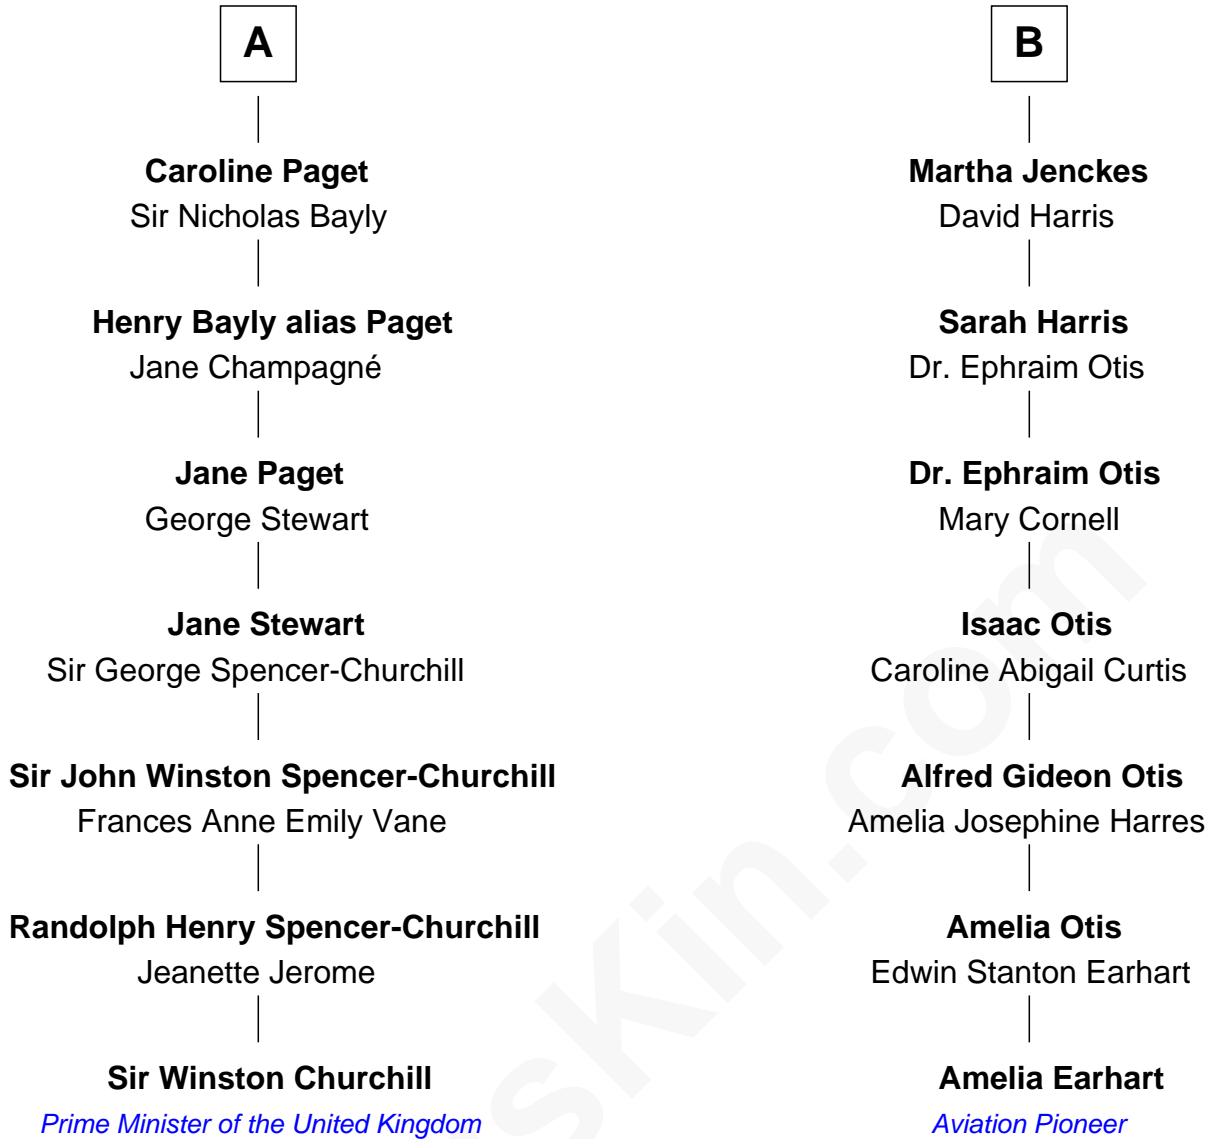 A
Caroline Paget
Sir Nicholas Bayly
Henry Bayly alias Paget
Jane Champagné
Jane Paget
George Stewart
Jane Stewart
Sir George Spencer-Churchill
Sir John Winston Spencer-Churchill
Frances Anne Emily Vane
Randolph Henry Spencer-Churchill
Jeanette Jerome
Sir Winston Churchill
Prime Minister of the United Kingdom
B
Martha Jenckes
David Harris
Sarah Harris
Dr. Ephraim Otis
Dr. Ephraim Otis
Mary Cornell
Isaac Otis
Caroline Abigail Curtis
Alfred Gideon Otis
Amelia Josephine Harres
Amelia Otis
Edwin Stanton Earhart
Amelia Earhart
Aviation Pioneer
sKin.com